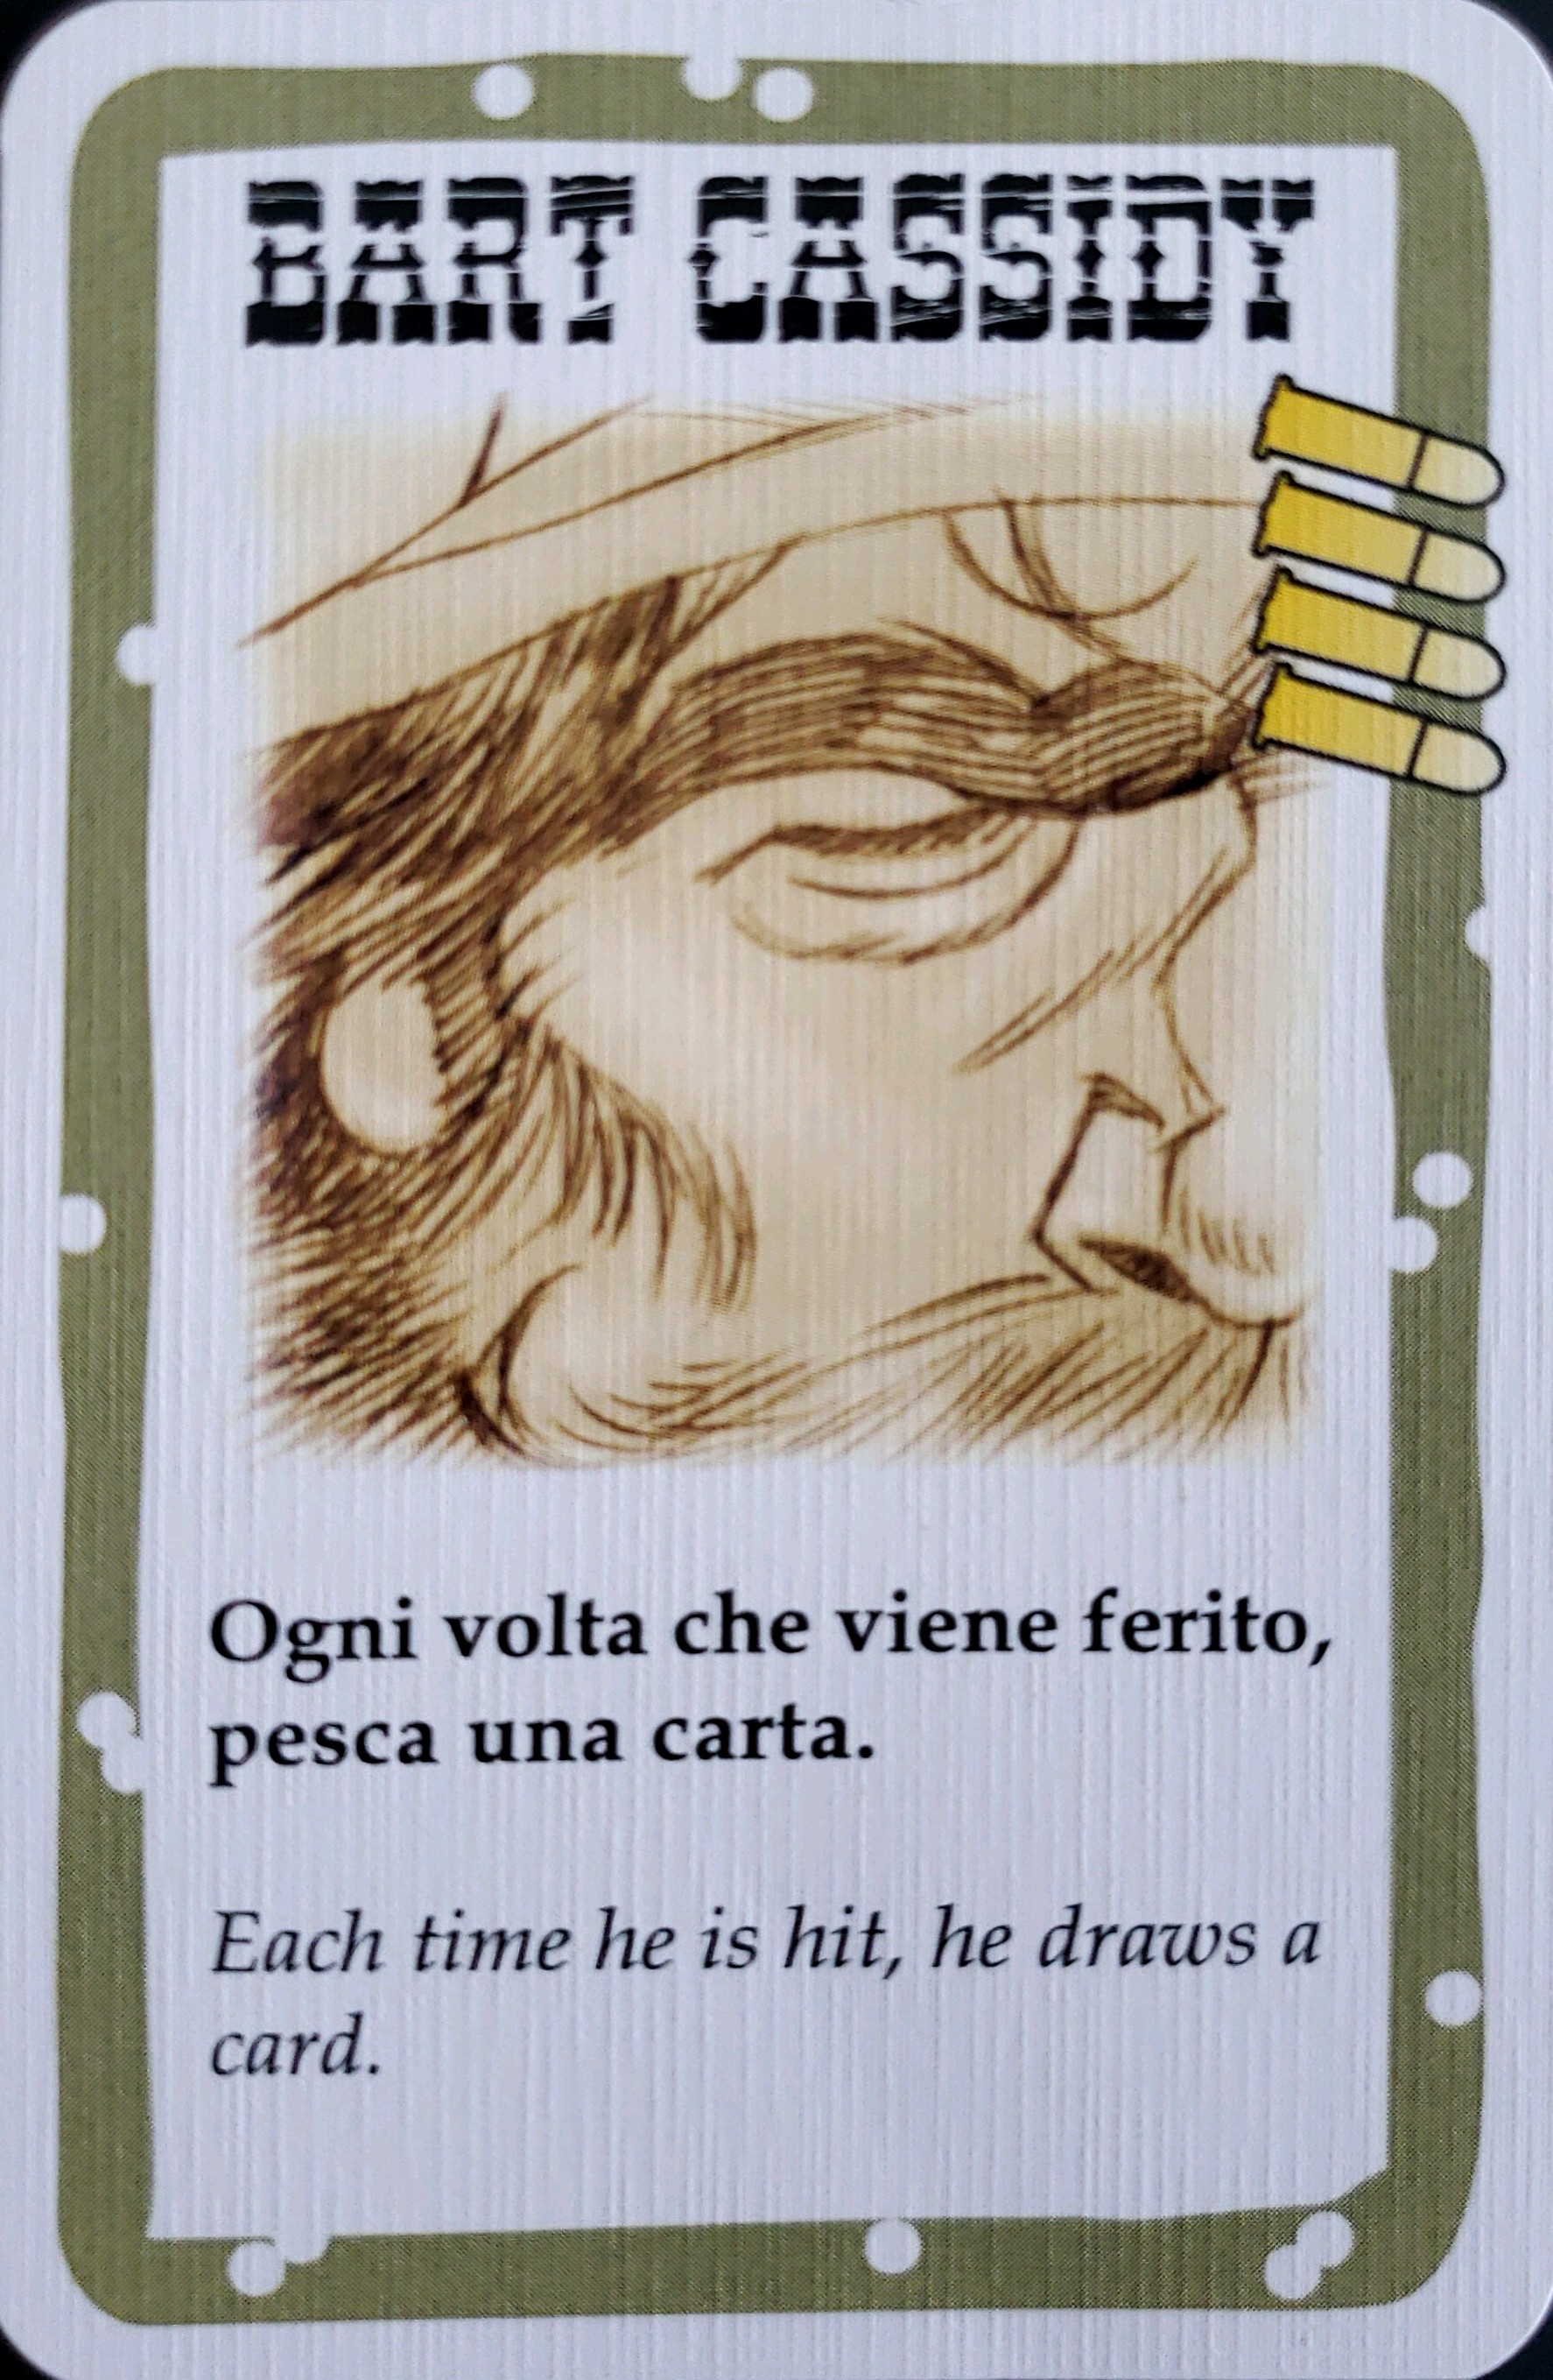 BART CASSIDY
Ogni volta che viene ferito,
pesca una carta.
Each time he is hit, he draws a
card.